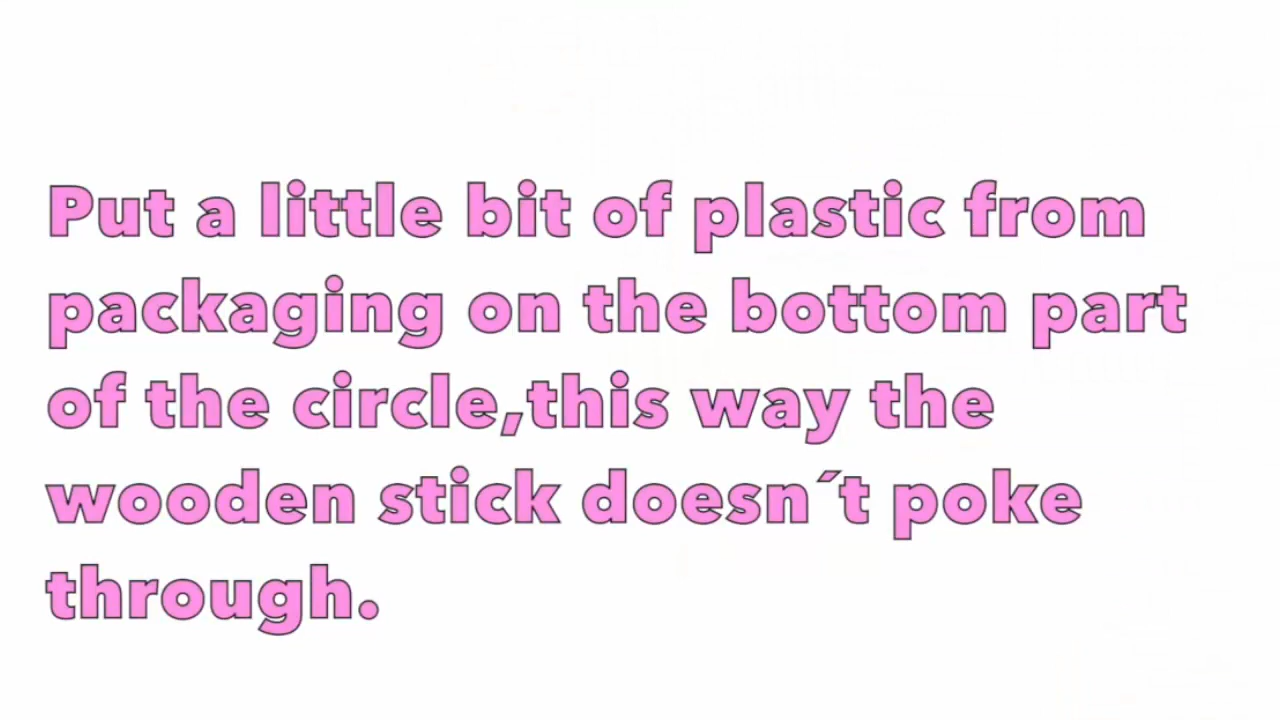 Put a little bit of plastic from
packaging on the bottom part
of the circle,this way the
wooden stick doesn´t poke
through.